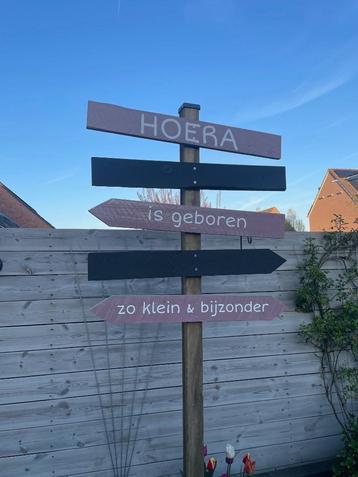 HOERA
is geboren
zo klein & bijzonder